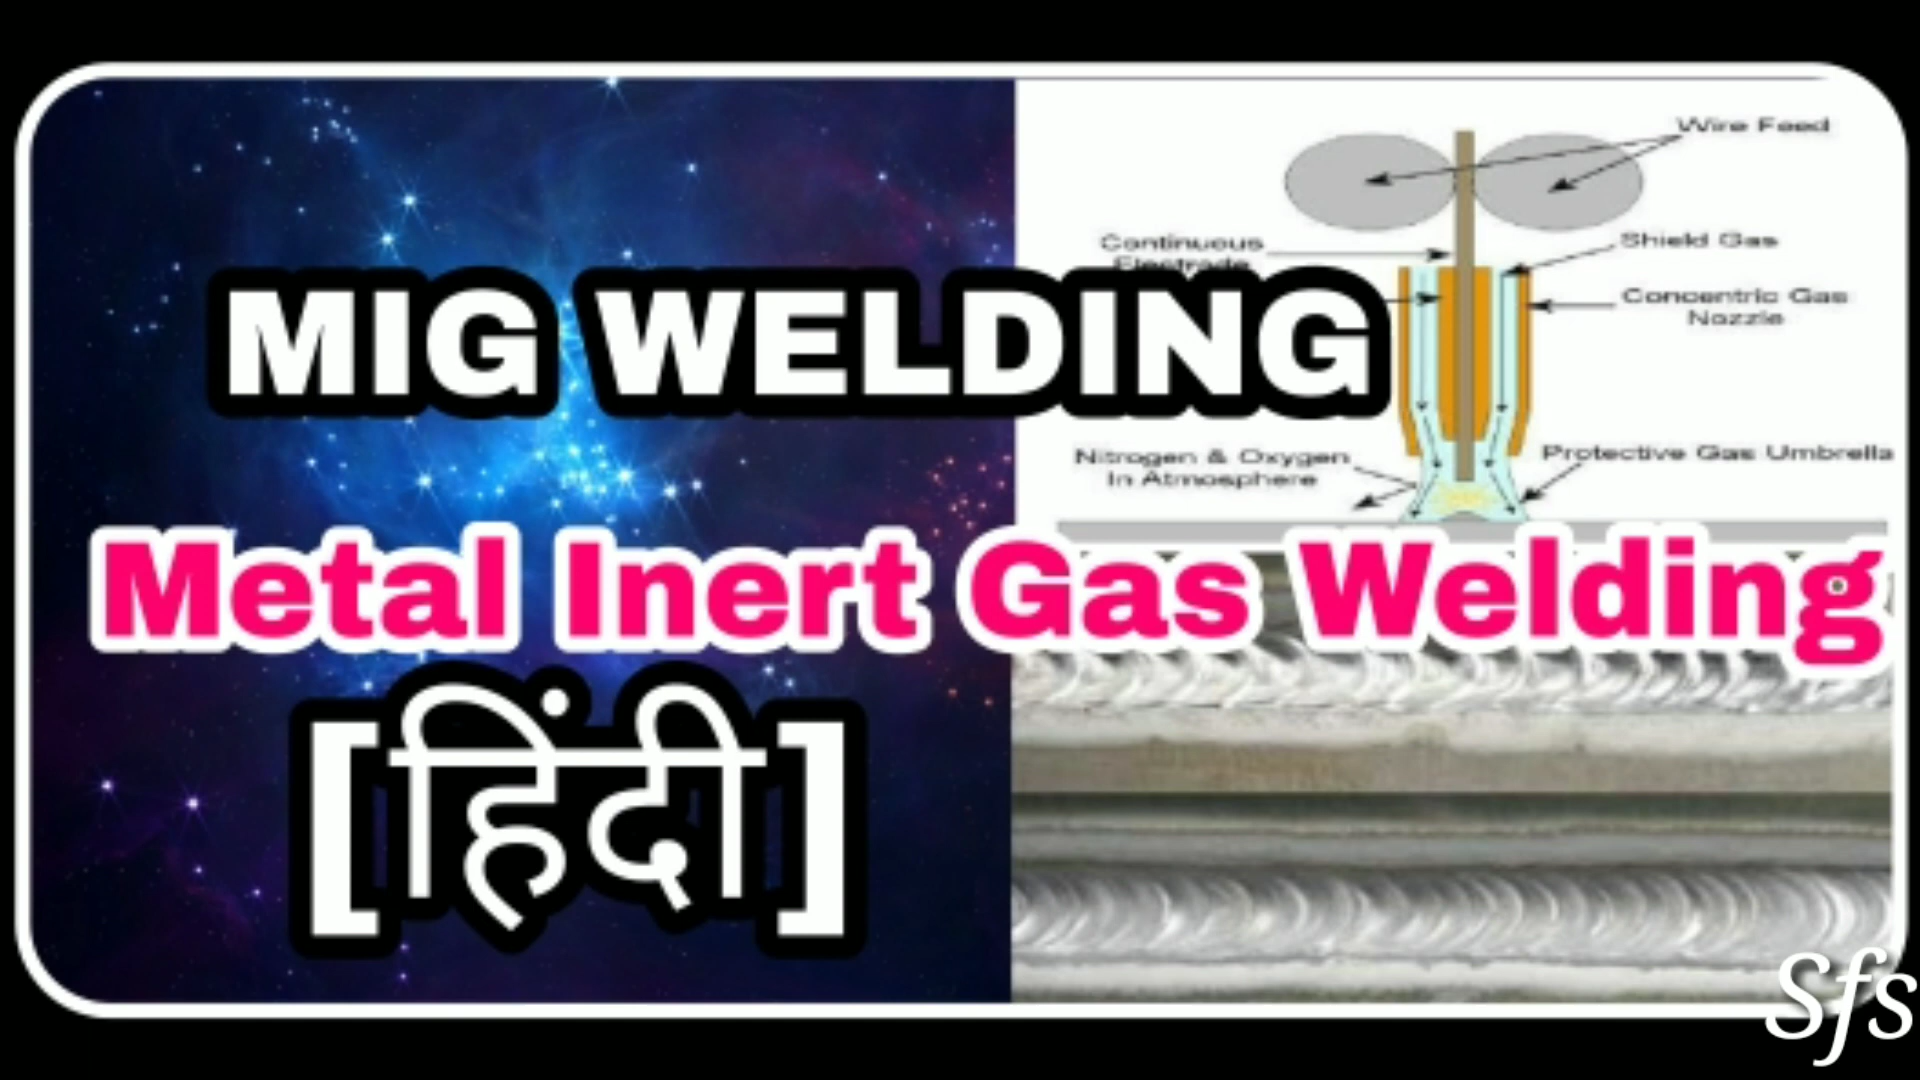 Wire Feed
Continuous
Electrode
Shield Gas
Concentric Gas
Nozzle
MIG WELDING
Nitrogen & Oxygen
In Atmosphere
Protective Gas Umbrella
Metal Inert Gas Welding
[हिंदी]
Sfs